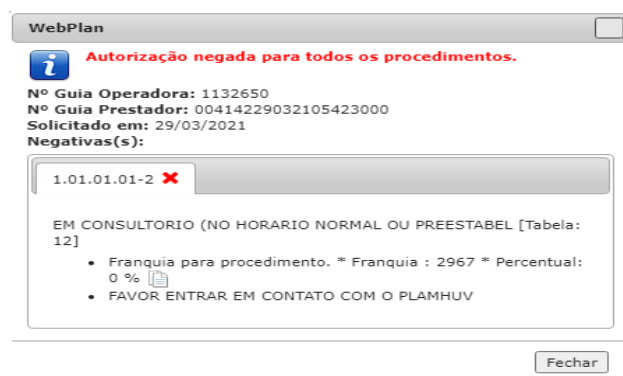 WebPlan
Autorização negada para todos os procedimentos.
Nº Guia Operadora: 1132650
Nº Guia Prestador: 00414229032105423000
Solicitado em: 29/03/2021
Negativas(s):
1.01.01.01-2
EM CONSULTORIO (NO HORARIO NORMAL OU PREESTABEL [Tabela:
12]
• Franquia para procedimento. * Franquia : 2967 * Percentual:
0 %
• FAVOR ENTRAR EM CONTATO COM O PLAMHUV
Fechar